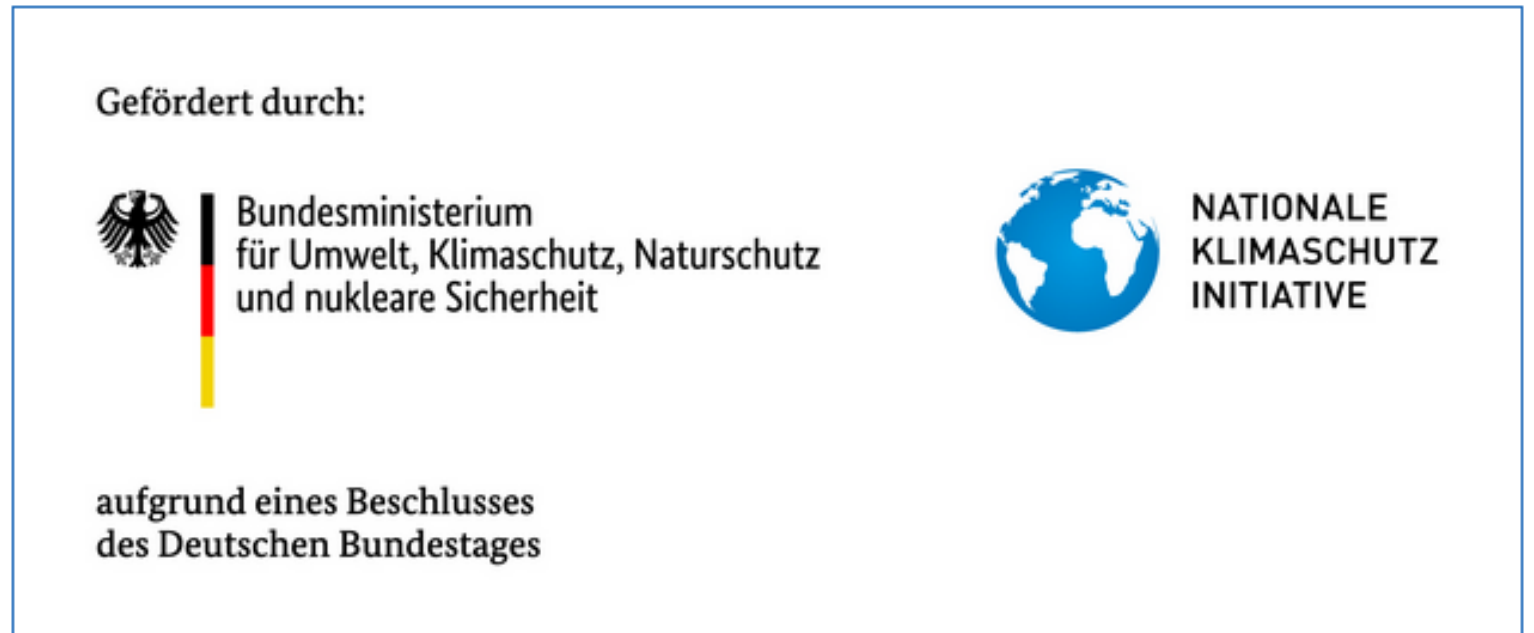 Gefördert durch:
Bundesministerium
für Umwelt, Klimaschutz, Naturschutz
und nukleare Sicherheit
NATIONALE
KLIMASCHUTZ
INITIATIVE
aufgrund eines Beschlusses
des Deutschen Bundestages